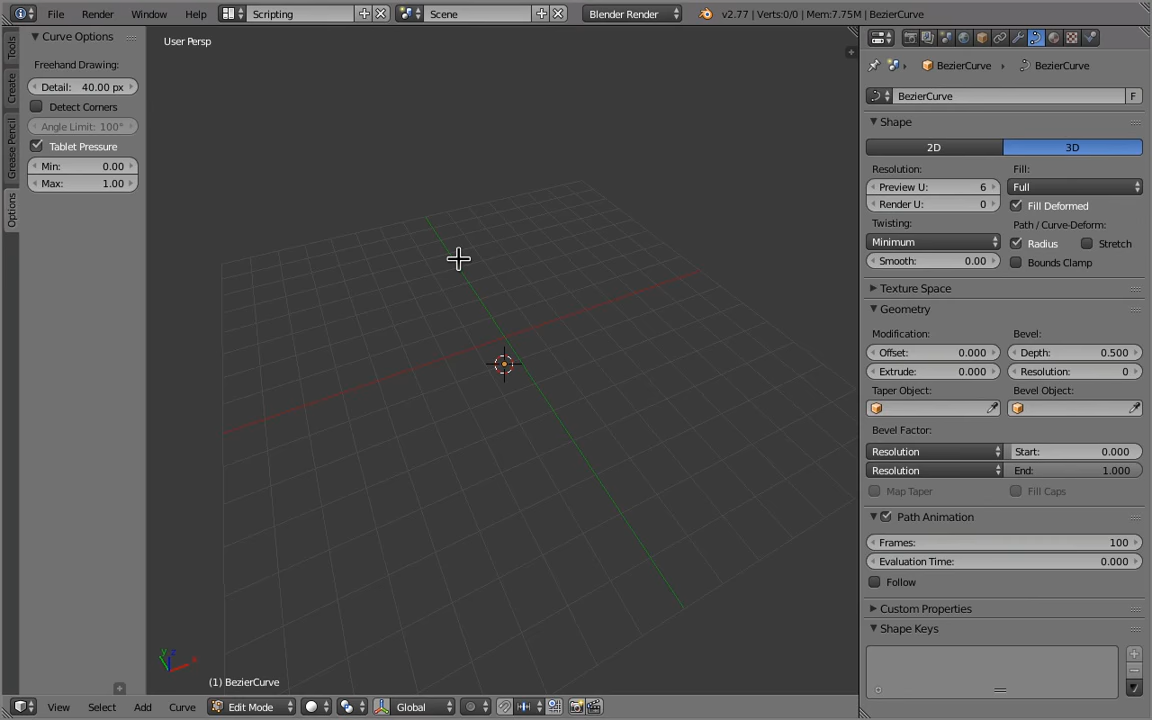 File Render Window Help Scripting Scene Blender Render v2.77 | Verts:0/0 | Mem:7.75M | BezierCurve
Curve Options
Freehand Drawing:
Detail: 40.00 px
Detect Corners
Angle Limit: 100°
Tablet Pressure
Min: 0.00
Max: 1.00
Tools
Create
Grease Pencil
Options
User Persp
(1) BezierCurve
y z x
View Select Add Curve Edit Mode Global
BezierCurve BezierCurve
BezierCurve F
Shape
2D 3D
Resolution: Fill:
Preview U: 6 Full
Render U: 0 Fill Deformed
Twisting: Path / Curve-Deform:
Minimum Radius Stretch
Smooth: 0.00 Bounds Clamp
Texture Space
Geometry
Modification: Bevel:
Offset: 0.000 Depth: 0.500
Extrude: 0.000 Resolution: 0
Taper Object: Bevel Object:
Bevel Factor:
Resolution Start: 0.000
Resolution End: 1.000
Map Taper Fill Caps
Path Animation
Frames: 100
Evaluation Time: 0.000
Follow
Custom Properties
Shape Keys